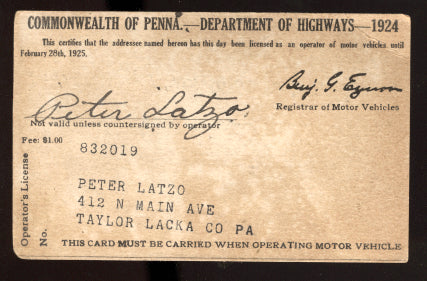 COMMONWEALTH OF PENNA.—DEPARTMENT OF HIGHWAYS—1924
This certifies that the addressee named hereon has this day been licensed as an operator of motor vehicles until
February 28th, 1925.
Benj. G. Eynon
Registrar of Motor Vehicles
Peter Latzo.
Not valid unless countersigned by operator
Fee: $1.00
832019
Operator's License
No.
PETER LATZO
412 N MAIN AVE
TAYLOR LACKA CO PA
THIS CARD MUST BE CARRIED WHEN OPERATING MOTOR VEHICLE